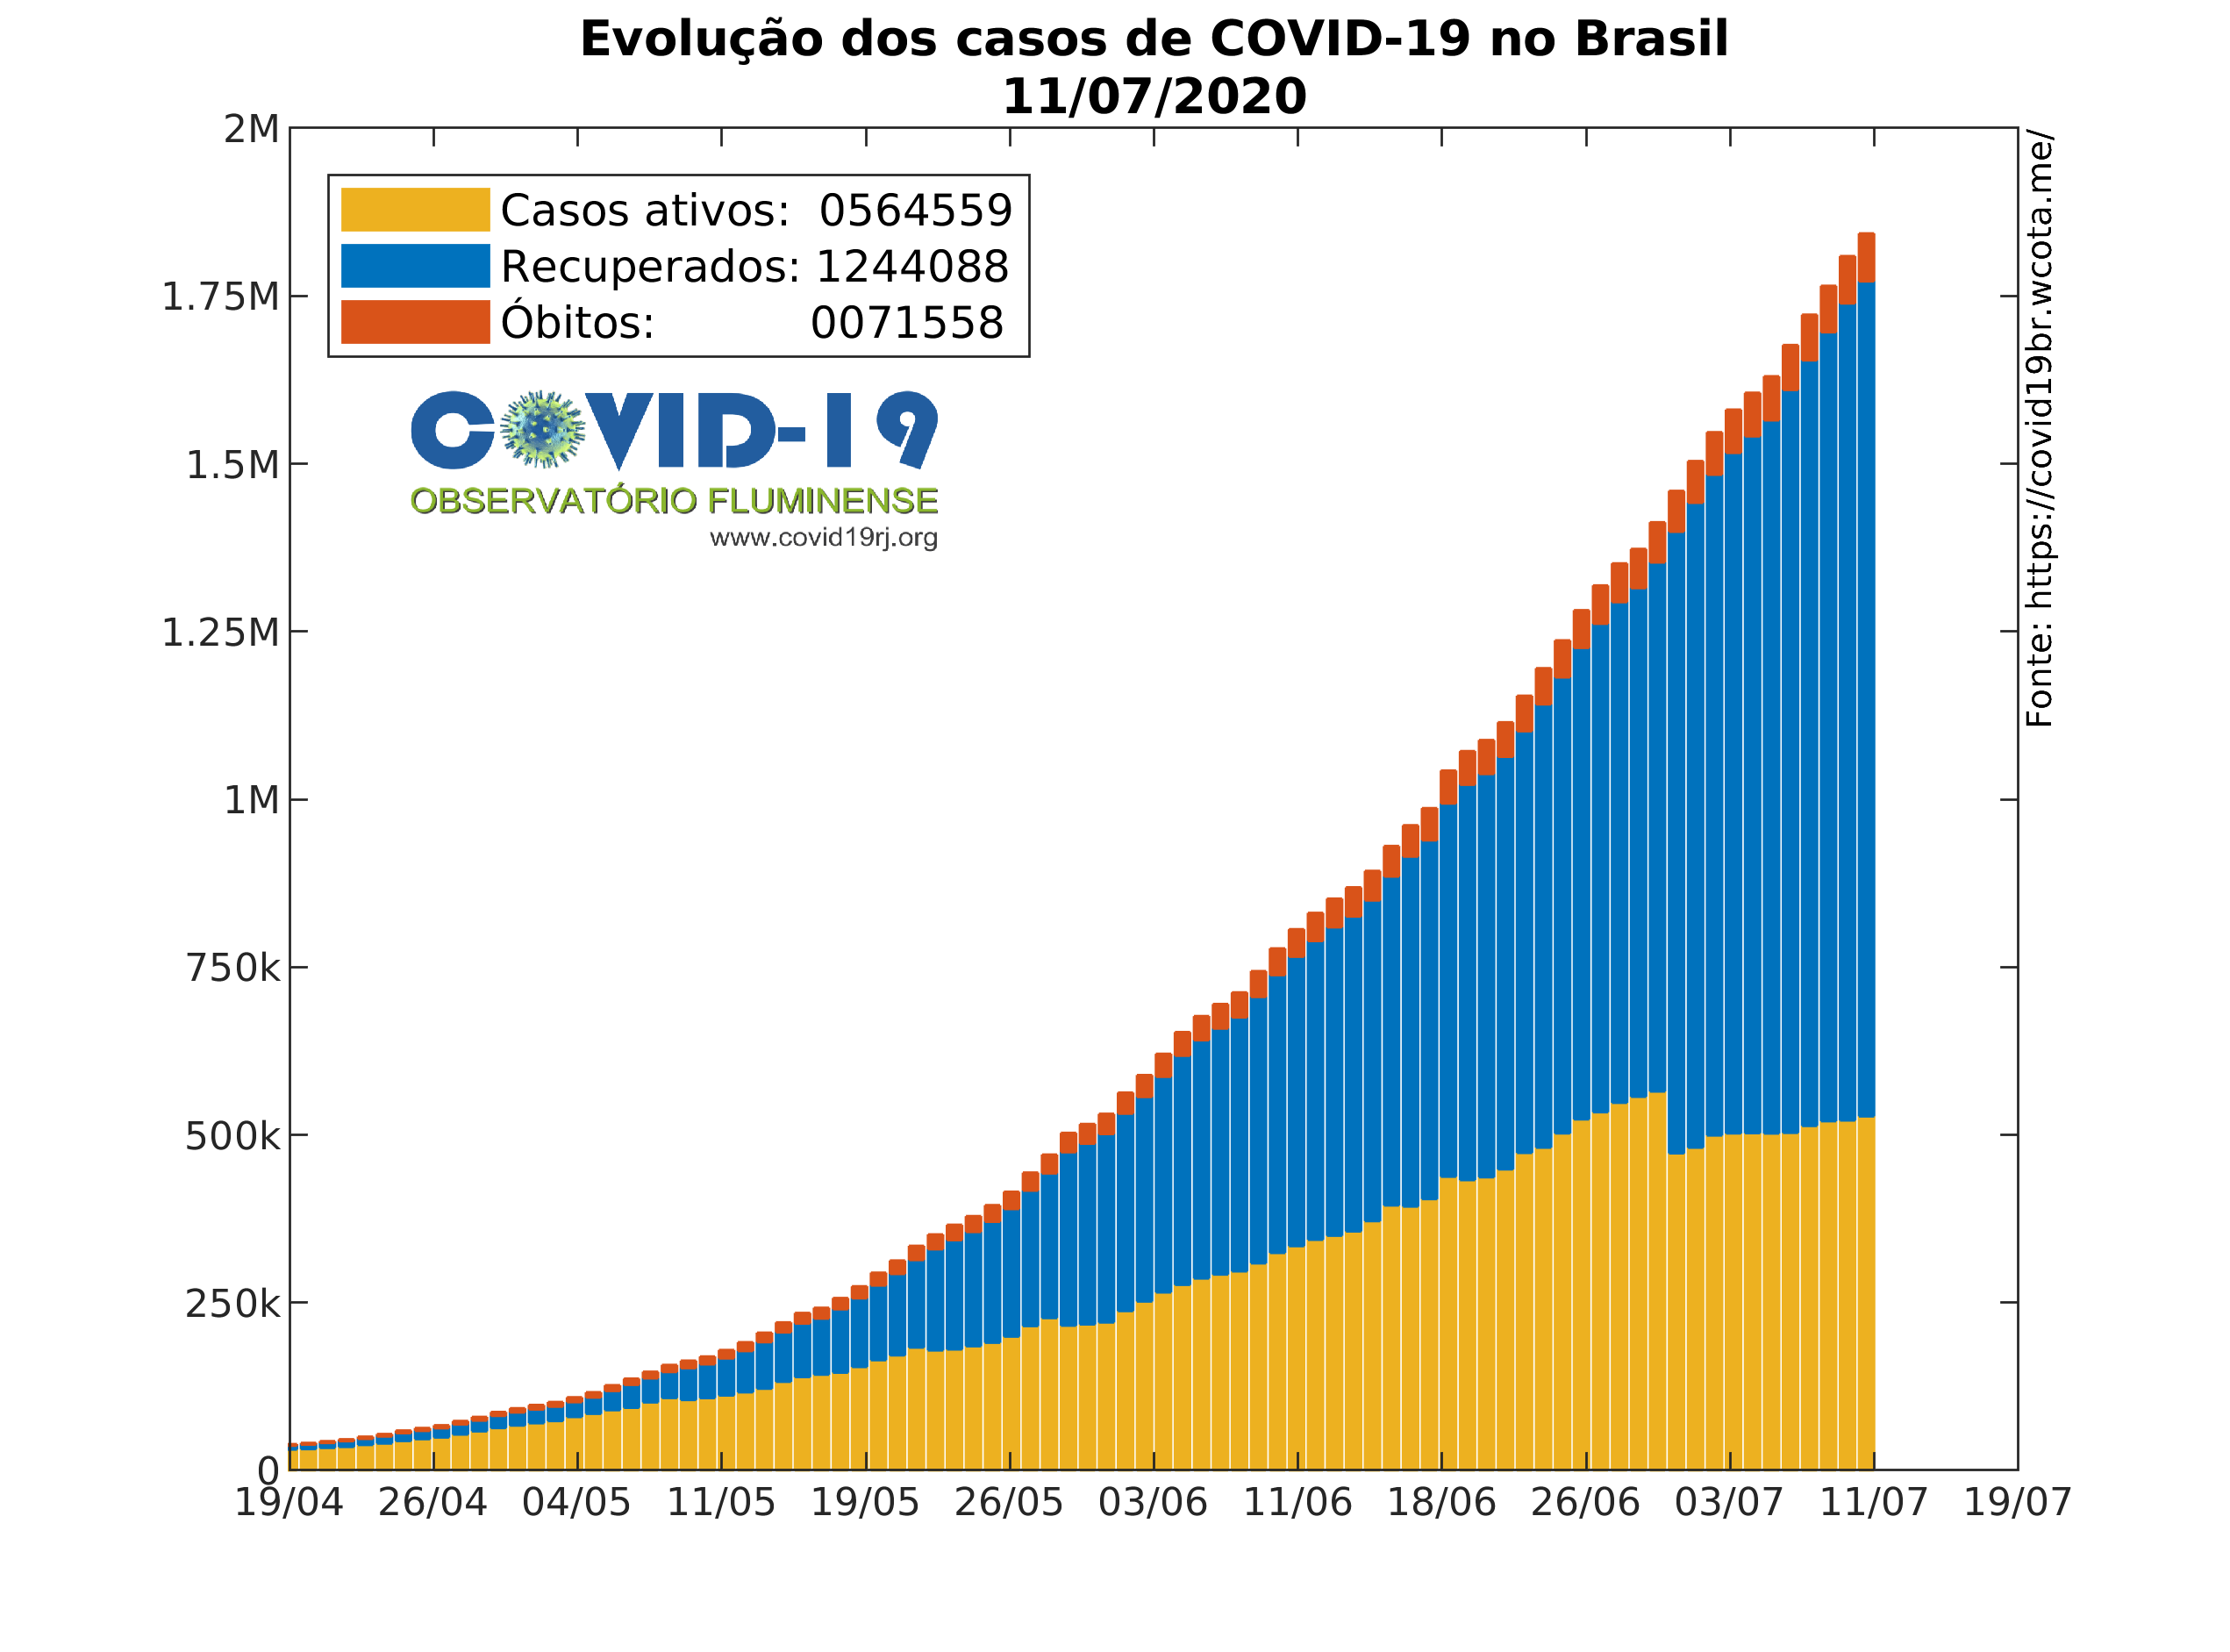 Evolução dos casos de COVID-19 no Brasil
11/07/2020
2M
1.75M
1.5M
1.25M
1M
750k
500k
250k
0
Casos ativos: 0564559
Recuperados: 1244088
Óbitos: 0071558
COVID-19
OBSERVATÓRIO FLUMINENSE
www.covid19rj.org
Fonte: https://covid19br.wcota.me/
19/04 26/04 04/05 11/05 19/05 26/05 03/06 11/06 18/06 26/06 03/07 11/07 19/07